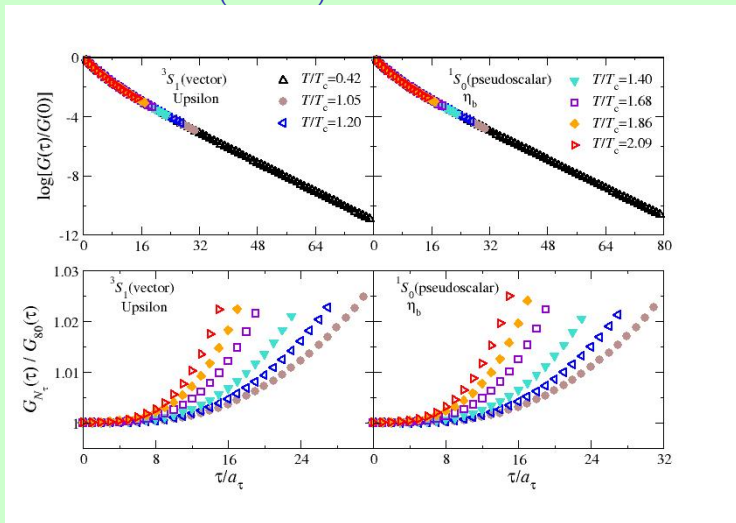 0
-4
-8
-12
log[G(τ)/G(0)]
³S₁(vector)
Upsilon
T/T_c=0.42
T/T_c=1.05
T/T_c=1.20
¹S₀(pseudoscalar)
η_b
T/T_c=1.40
T/T_c=1.68
T/T_c=1.86
T/T_c=2.09
0 16 32 48 64 0 16 32 48 64 80
1.03
1.02
1.01
1.00
G_{N_τ}(τ) / G_{80}(τ)
³S₁(vector)
Upsilon
¹S₀(pseudoscalar)
η_b
0 8 16 24 0 8 16 24 32
τ/a_τ τ/a_τ